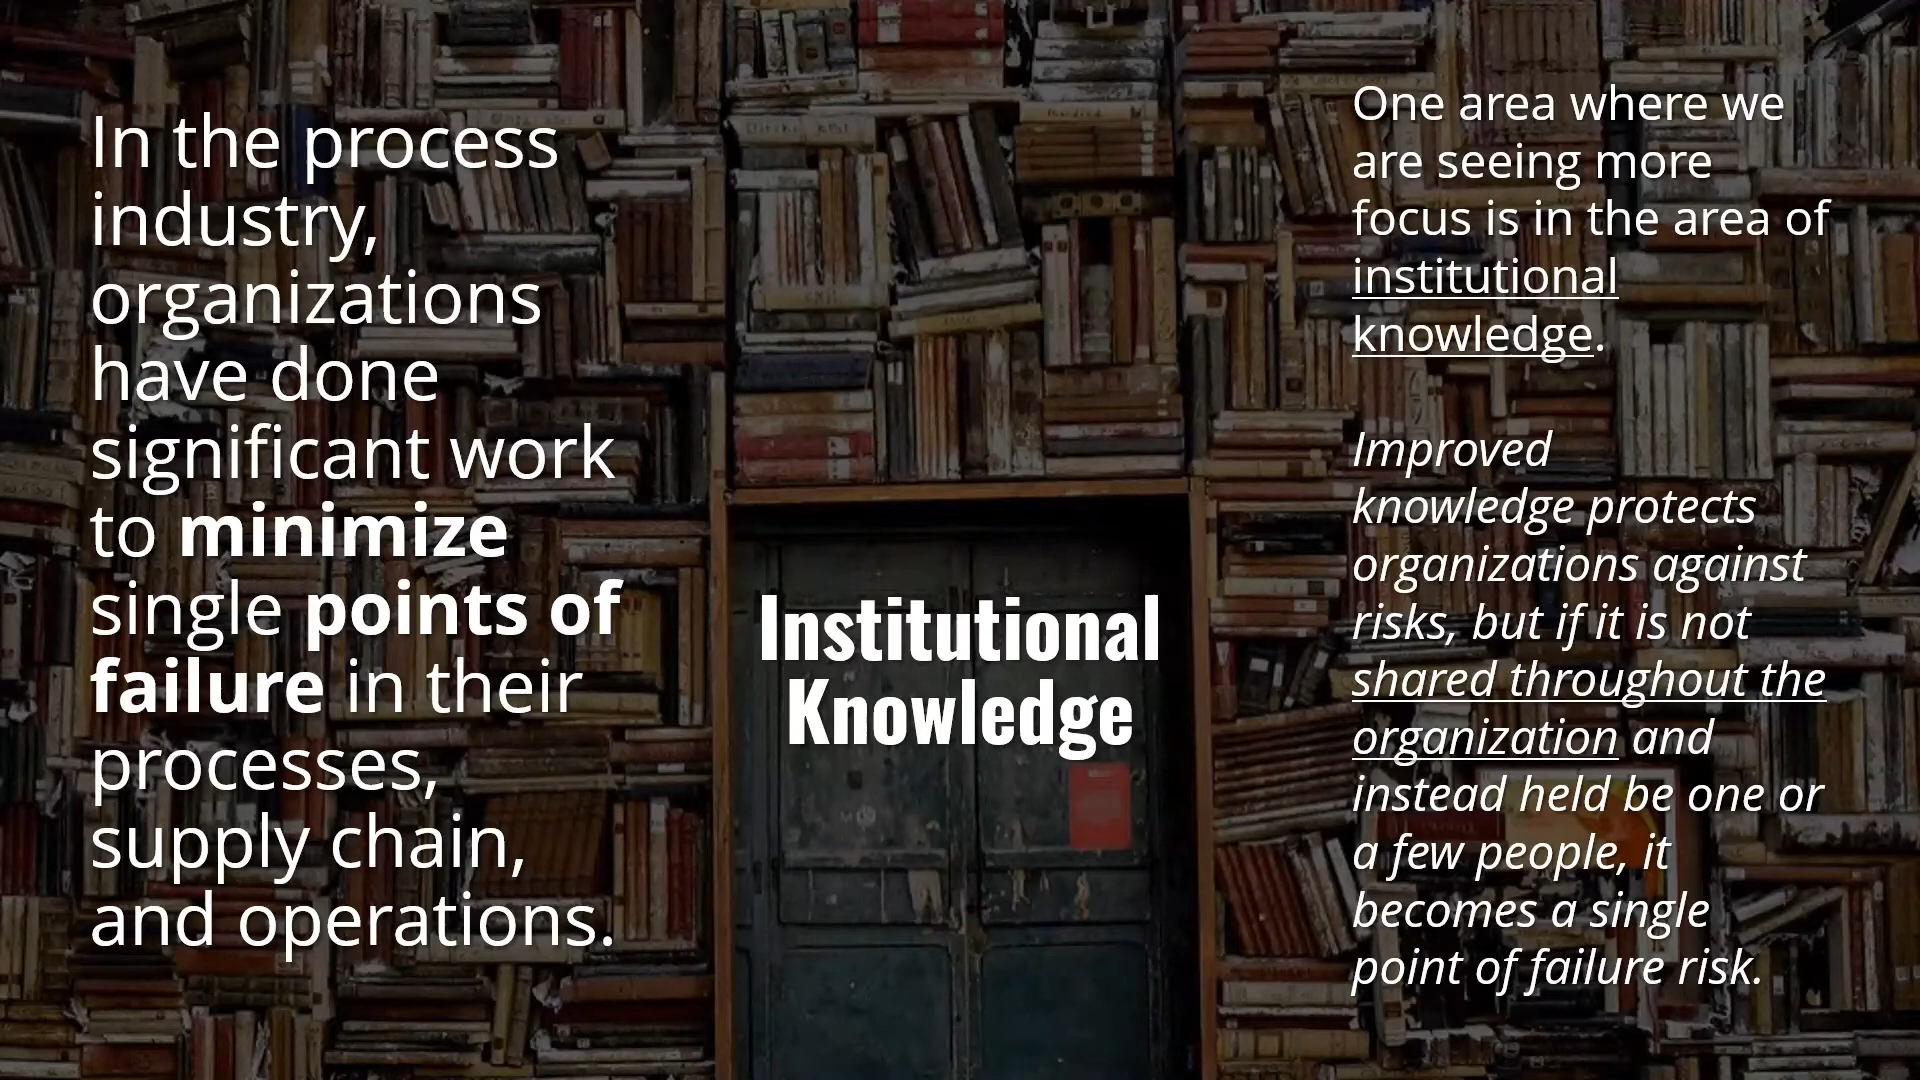 In the process
industry,
organizations
have done
significant work
to minimize
single points of
failure in their
processes,
supply chain,
and operations.
Institutional
Knowledge
One area where we
are seeing more
focus is in the area of
institutional
knowledge.
Improved
knowledge protects
organizations against
risks, but if it is not
shared throughout the
organization and
instead held be one or
a few people, it
becomes a single
point of failure risk.